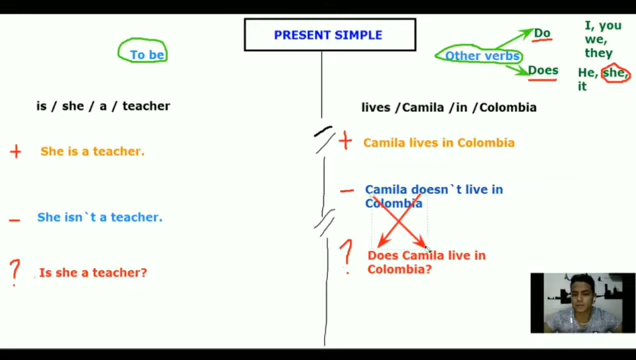 PRESENT SIMPLE
To be
Other verbs
Do
I, you
we,
they
Does
He, she,
it
is / she / a / teacher
+ She is a teacher.
- She isn`t a teacher.
? Is she a teacher?
lives /Camila /in /Colombia
+ Camila lives in Colombia
- Camila doesn`t live in
Colombia
? Does Camila live in
Colombia?